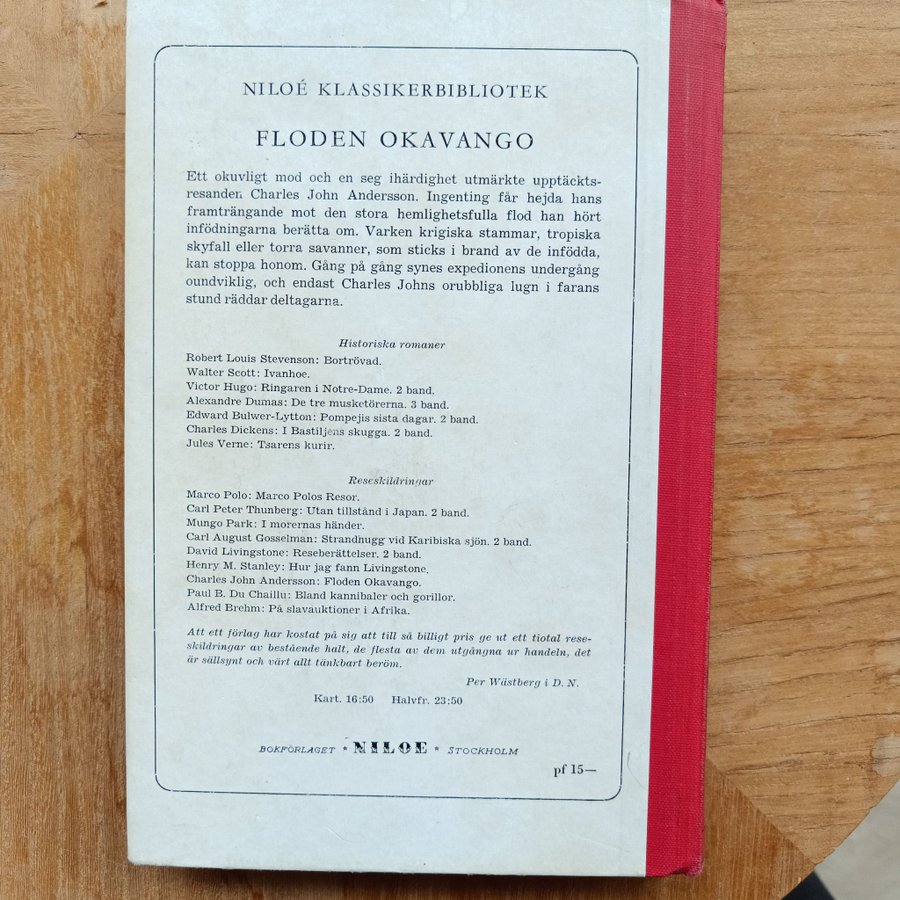 NILOÉ KLASSIKERBIBLIOTEK
FLODEN OKAVANGO
Ett okuvligt mod och en seg ihärdighet utmärkte upptäckts-
resanden Charles John Andersson. Ingenting får hejda hans
framträngande mot den stora hemlighetsfulla flod han hört
infödningarna berätta om. Varken krigiska stammar, tropiska
skyfall eller torra savanner, som sticks i brand av de infödda,
kan stoppa honom. Gång på gång synes expedionens undergång
oundviklig, och endast Charles Johns orubbliga lugn i farans
stund räddar deltagarna.
Historiska romaner
Robert Louis Stevenson: Bortrövad.
Walter Scott: Ivanhoe.
Victor Hugo: Ringaren i Notre-Dame. 2 band.
Alexandre Dumas: De tre musketörerna. 3 band.
Edward Bulwer-Lytton: Pompejis sista dagar. 2 band.
Charles Dickens: I Bastiljens skugga. 2 band.
Jules Verne: Tsarens kurir.
Reseskildringar
Marco Polo: Marco Polos Resor.
Carl Peter Thunberg: Utan tillstånd i Japan. 2 band.
Mungo Park: I morernas händer.
Carl August Gosselman: Strandhugg vid Karibiska sjön. 2 band.
David Livingstone: Reseberättelser. 2 band.
Henry M. Stanley: Hur jag fann Livingstone.
Charles John Andersson: Floden Okavango.
Paul B. Du Chaillu: Bland kannibaler och gorillor.
Alfred Brehm: På slavauktioner i Afrika.
Att ett förlag har kostat på sig att till så billigt pris ge ut ett tiotal rese-
skildringar av bestående halt, de flesta av dem utgångna ur handeln, det
är sällsynt och värt allt tänkbart beröm.
Per Wästberg i D. N.
Kart. 16:50 Halvfr. 23:50
BOKFÖRLAGET * NILOE * STOCKHOLM
pf 15—